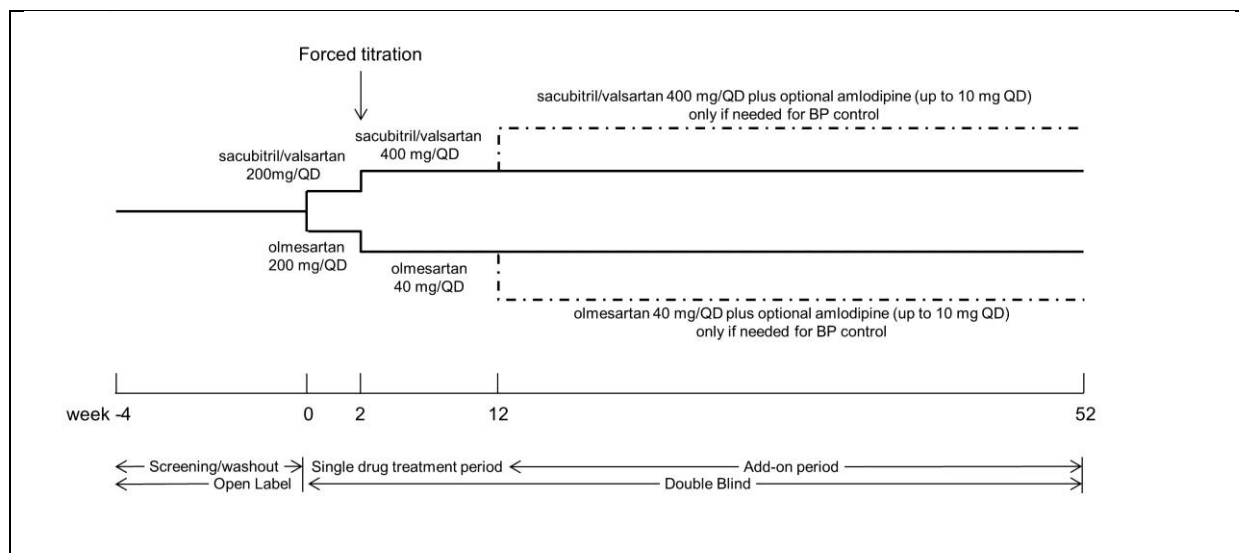 Forced titration
sacubitril/valsartan 400 mg/QD plus optional amlodipine (up to 10 mg QD)
only if needed for BP control
sacubitril/valsartan
400 mg/QD
sacubitril/valsartan
200mg/QD
olmesartan
200 mg/QD
olmesartan
40 mg/QD
olmesartan 40 mg/QD plus optional amlodipine (up to 10 mg QD)
only if needed for BP control
week -4 0 2 12 52
Screening/washout Single drug treatment period Add-on period
Open Label Double Blind